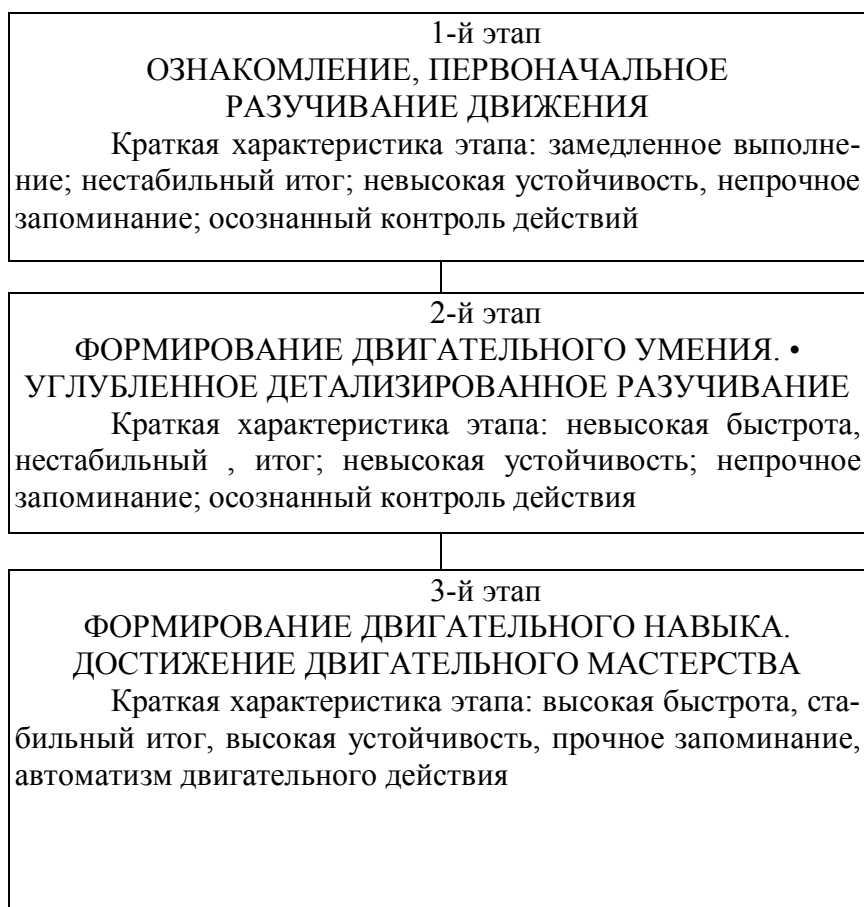 1-й этап
ОЗНАКОМЛЕНИЕ, ПЕРВОНАЧАЛЬНОЕ
РАЗУЧИВАНИЕ ДВИЖЕНИЯ
Краткая характеристика этапа: замедленное выполне-
ние; нестабильный итог; невысокая устойчивость, непрочное
запоминание; осознанный контроль действий
2-й этап
ФОРМИРОВАНИЕ ДВИГАТЕЛЬНОГО УМЕНИЯ. •
УГЛУБЛЕННОЕ ДЕТАЛИЗИРОВАННОЕ РАЗУЧИВАНИЕ
Краткая характеристика этапа: невысокая быстрота,
нестабильный , итог; невысокая устойчивость; непрочное
запоминание; осознанный контроль действия
3-й этап
ФОРМИРОВАНИЕ ДВИГАТЕЛЬНОГО НАВЫКА.
ДОСТИЖЕНИЕ ДВИГАТЕЛЬНОГО МАСТЕРСТВА
Краткая характеристика этапа: высокая быстрота, ста-
бильный итог, высокая устойчивость, прочное запоминание,
автоматизм двигательного действия